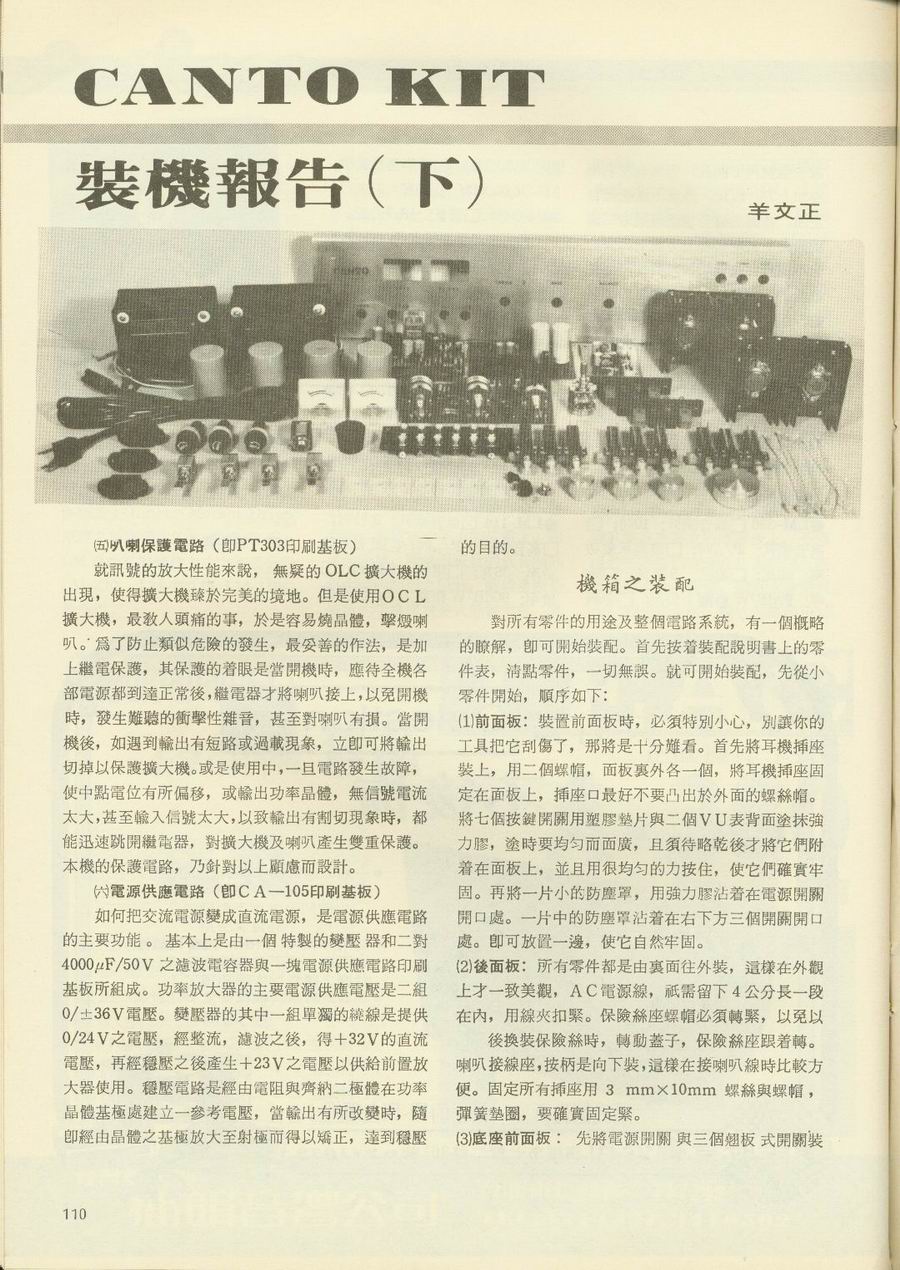 CANTO KIT
裝機報告(下)
羊文正
CANTO
㈤叭喇保護電路(卽PT303印刷基板)
就訊號的放大性能來說,無疑的OLC擴大機的
出現,使得擴大機臻於完美的境地。但是使用OCL
擴大機,最敎人頭痛的事,於是容易燒晶體,擊燬喇
叭。爲了防止類似危險的發生,最妥善的作法,是加
上繼電保護,其保護的着眼是當開機時,應待全機各
部電源都到達正常後,繼電器才將喇叭接上,以免開機
時,發生難聽的衝擊性雜音,甚至對喇叭有損。當開
機後,如遇到輸出有短路或過載現象,立卽可將輸出
切掉以保護擴大機。或是使用中,一旦電路發生故障,
使中點電位有所偏移,或輸出功率晶體,無信號電流
太大,甚至輸入信號太大,以致輸出有割切現象時,都
能迅速跳開繼電器,對擴大機及喇叭產生雙重保護。
本機的保護電路,乃針對以上顧慮而設計。
㈥電源供應電路(卽CA—105印刷基板)
如何把交流電源變成直流電源,是電源供應電路
的主要功能。基本上是由一個特製的變壓器和二對
4000μF/50V之濾波電容器與一塊電源供應電路印刷
基板所組成。功率放大器的主要電源供應電壓是二組
0/±36V電壓。變壓器的其中一組單獨的繞線是提供
0/24V之電壓,經整流,濾波之後,得+32V的直流
電壓,再經穩壓之後產生+23V之電壓以供給前置放
大器使用。穩壓電路是經由電阻與齊納二極體在功率
晶體基極處建立一參考電壓,當輸出有所改變時,隨
卽經由晶體之基極放大至射極而得以矯正,達到穩壓
的目的。
機箱之裝配
對所有零件的用途及整個電路系統,有一個概略
的瞭解,卽可開始裝配。首先按着裝配說明書上的零
件表,淸點零件,一切無誤。就可開始裝配,先從小
零件開始,順序如下:
⑴前面板:裝置前面板時,必須特別小心,別讓你的
工具把它刮傷了,那將是十分難看。首先將耳機揷座
裝上,用二個螺帽,面板裏外各一個,將耳機揷座固
定在面板上,揷座口最好不要凸出於外面的螺絲帽。
將七個按鍵開關用塑膠墊片與二個VU表背面塗抹強
力膠,塗時要均匀而面廣,且須待略乾後才將它們附
着在面板上,並且用很均匀的力按住,使它們確實牢
固。再將一片小的防塵罩,用強力膠沾着在電源開關
開口處。一片中的防塵罩沾着在右下方三個開關開口
處。卽可放置一邊,使它自然牢固。
⑵後面板:所有零件都是由裏面往外裝,這樣在外觀
上才一致美觀,AC電源線,祇需留下4公分長一段
在內,用線夾扣緊。保險絲座螺帽必須轉緊,以免以
後換裝保險絲時,轉動蓋子,保險絲座跟着轉。
喇叭接線座,按柄是向下裝,這樣在接喇叭線時比較方
便。固定所有揷座用3 mm×10mm 螺絲與螺帽,
彈簧墊圈,要確實固定緊。
⑶底座前面板:先將電源開關與三個翹板式開關裝
110